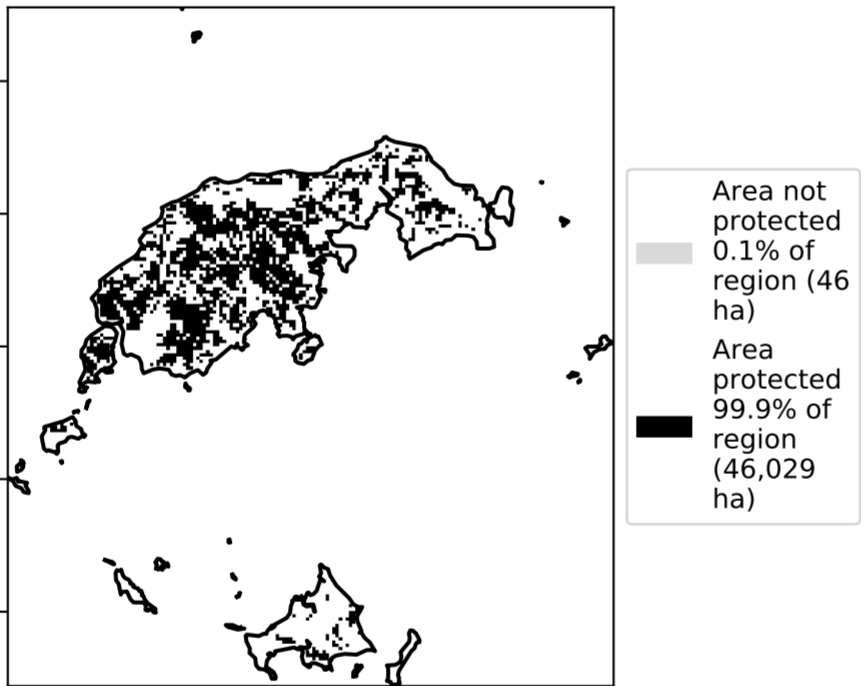 Area not
protected
0.1% of
region (46
ha)
Area
protected
99.9% of
region
(46,029
ha)